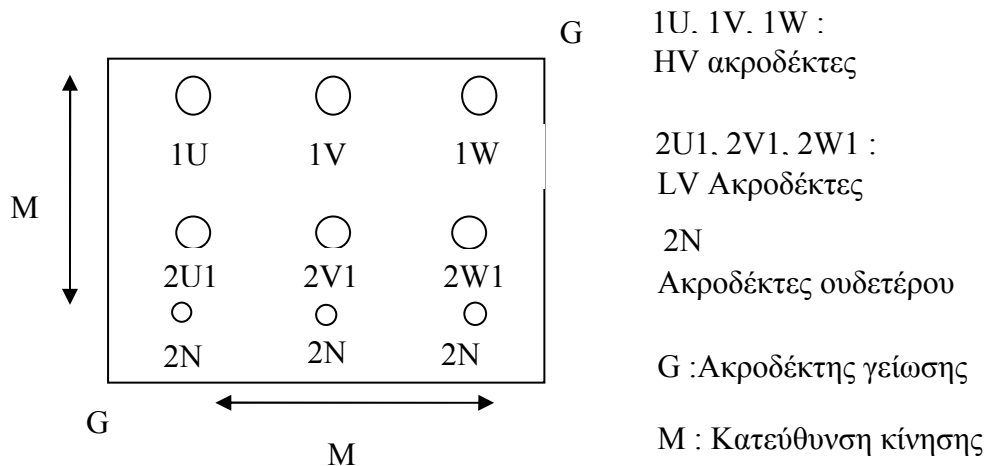 G
1U, 1V, 1W :
HV ακροδέκτες
1U 1V 1W
2U1, 2V1, 2W1 :
LV Ακροδέκτες
M
2N
Ακροδέκτες ουδετέρου
2U1 2V1 2W1
2N 2N 2N
G :Ακροδέκτης γείωσης
G
M
M : Κατεύθυνση κίνησης